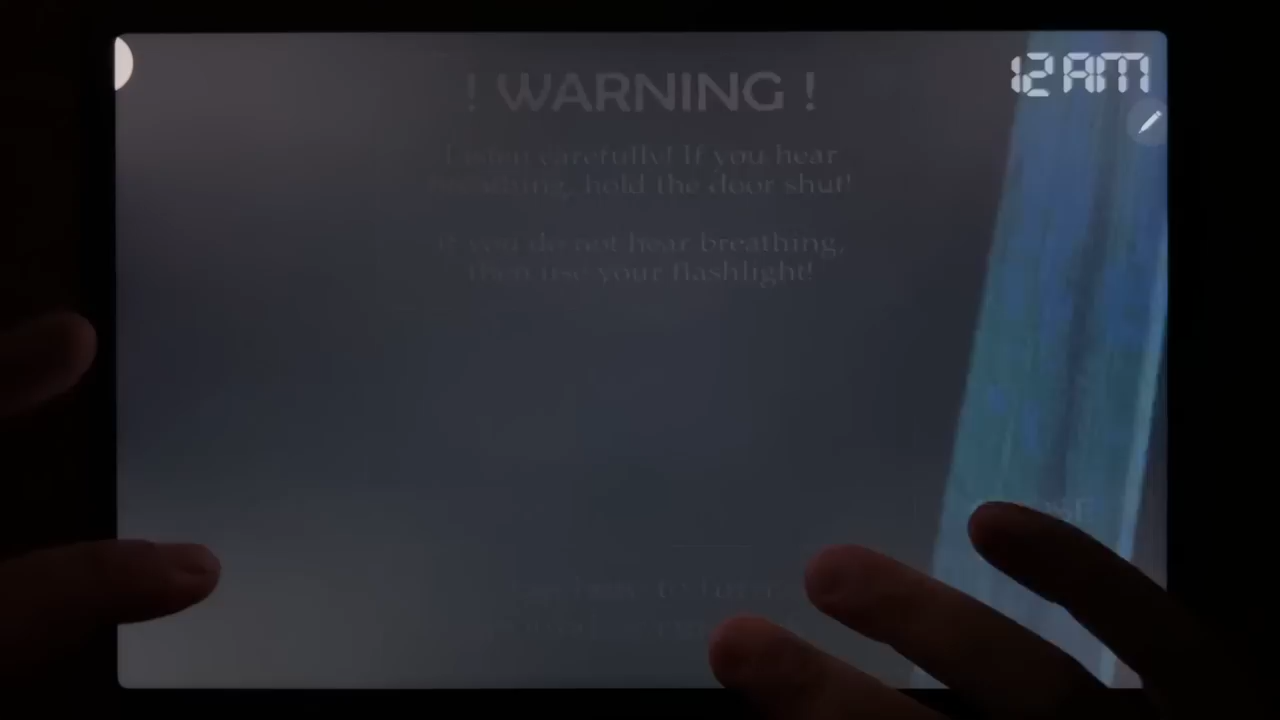 12 AM
! WARNING !
Listen carefully! If you hear
breathing, hold the door shut!
If you do not hear breathing,
then use your flashlight!